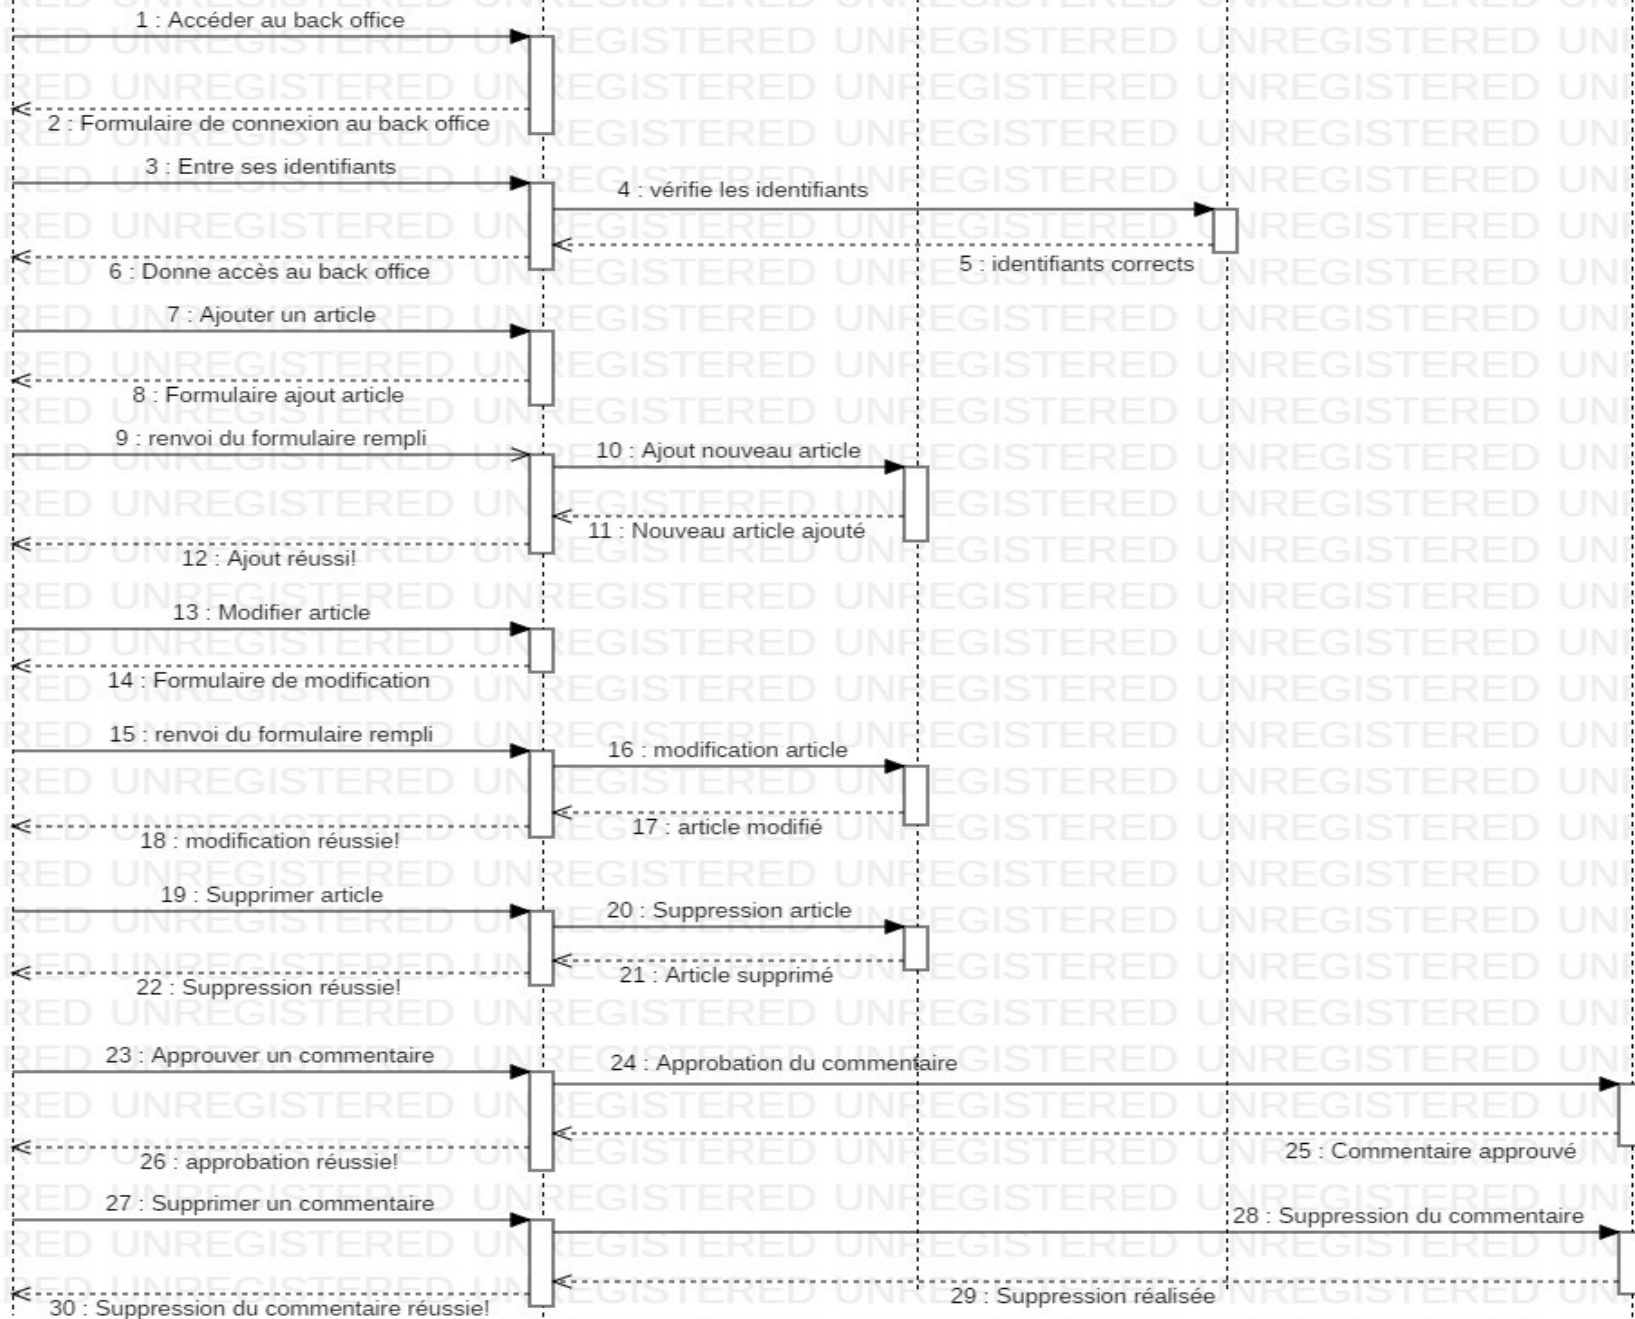 1 : Accéder au back office
2 : Formulaire de connexion au back office
3 : Entre ses identifiants
4 : vérifie les identifiants
5 : identifiants corrects
6 : Donne accès au back office
7 : Ajouter un article
8 : Formulaire ajout article
9 : renvoi du formulaire rempli
10 : Ajout nouveau article
11 : Nouveau article ajouté
12 : Ajout réussi!
13 : Modifier article
14 : Formulaire de modification
15 : renvoi du formulaire rempli
16 : modification article
17 : article modifié
18 : modification réussie!
19 : Supprimer article
20 : Suppression article
21 : Article supprimé
22 : Suppression réussie!
23 : Approuver un commentaire
24 : Approbation du commentaire
25 : Commentaire approuvé
26 : approbation réussie!
27 : Supprimer un commentaire
28 : Suppression du commentaire
29 : Suppression réalisée
30 : Suppression du commentaire réussie!
UNREGISTERED